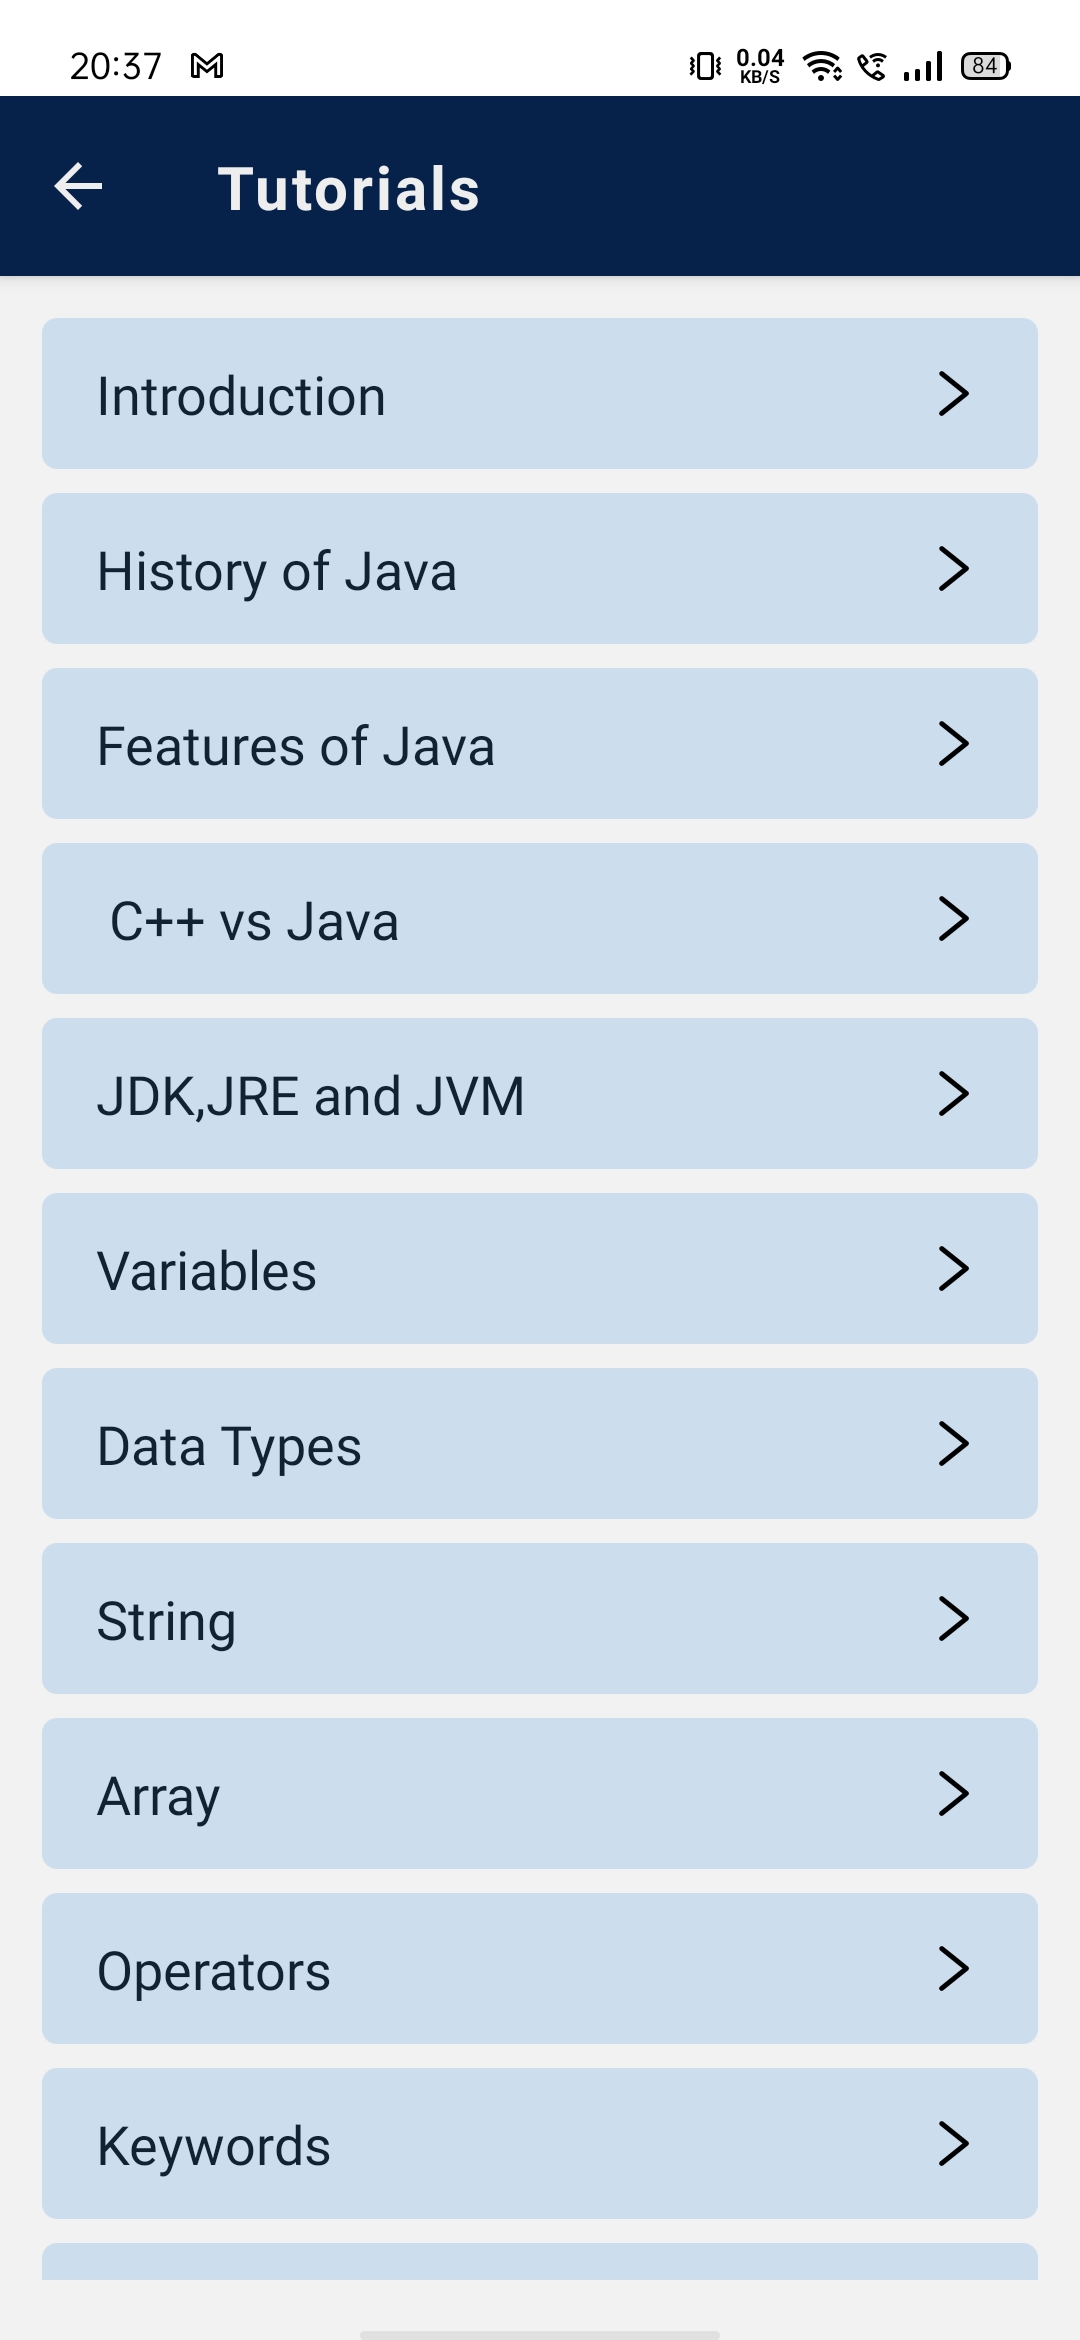 20:37
0.04
KB/S
84
Tutorials
Introduction
History of Java
Features of Java
C++ vs Java
JDK,JRE and JVM
Variables
Data Types
String
Array
Operators
Keywords